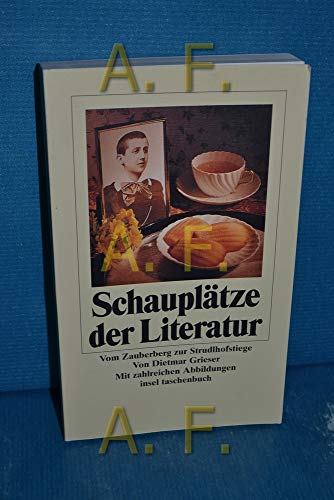 A. F.
A. F.
Schauplätze
der Literatur
Vom Zauberberg zur Strudlhofstiege
Von Dietmar Grieser
Mit zahlreichen Abbildungen
insel taschenbuch
A. F.
A. F.